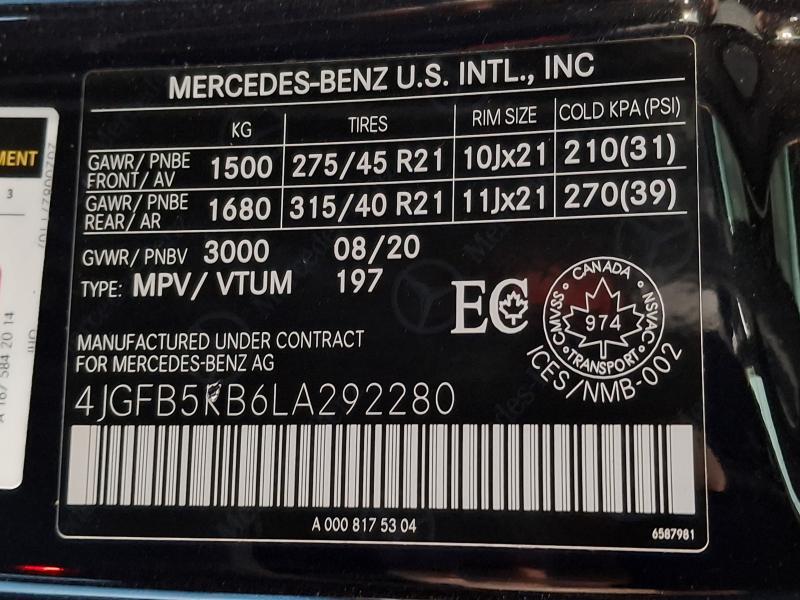 MERCEDES-BENZ U.S. INTL., INC
KG TIRES RIM SIZE COLD KPA (PSI)
GAWR/ PNBE FRONT/ AV 1500 275/45 R21 10Jx21 210(31)
GAWR/ PNBE REAR/ AR 1680 315/40 R21 11Jx21 270(39)
GVWR/ PNBV 3000 08/20
TYPE: MPV/ VTUM 197
EC
CANADA
CMVSS NSVAC
974
TRANSPORT
ICES/NMB-002
MANUFACTURED UNDER CONTRACT
FOR MERCEDES-BENZ AG
4JGFB5KB6LA292280
A 000 817 53 04
6587981
MENT
3